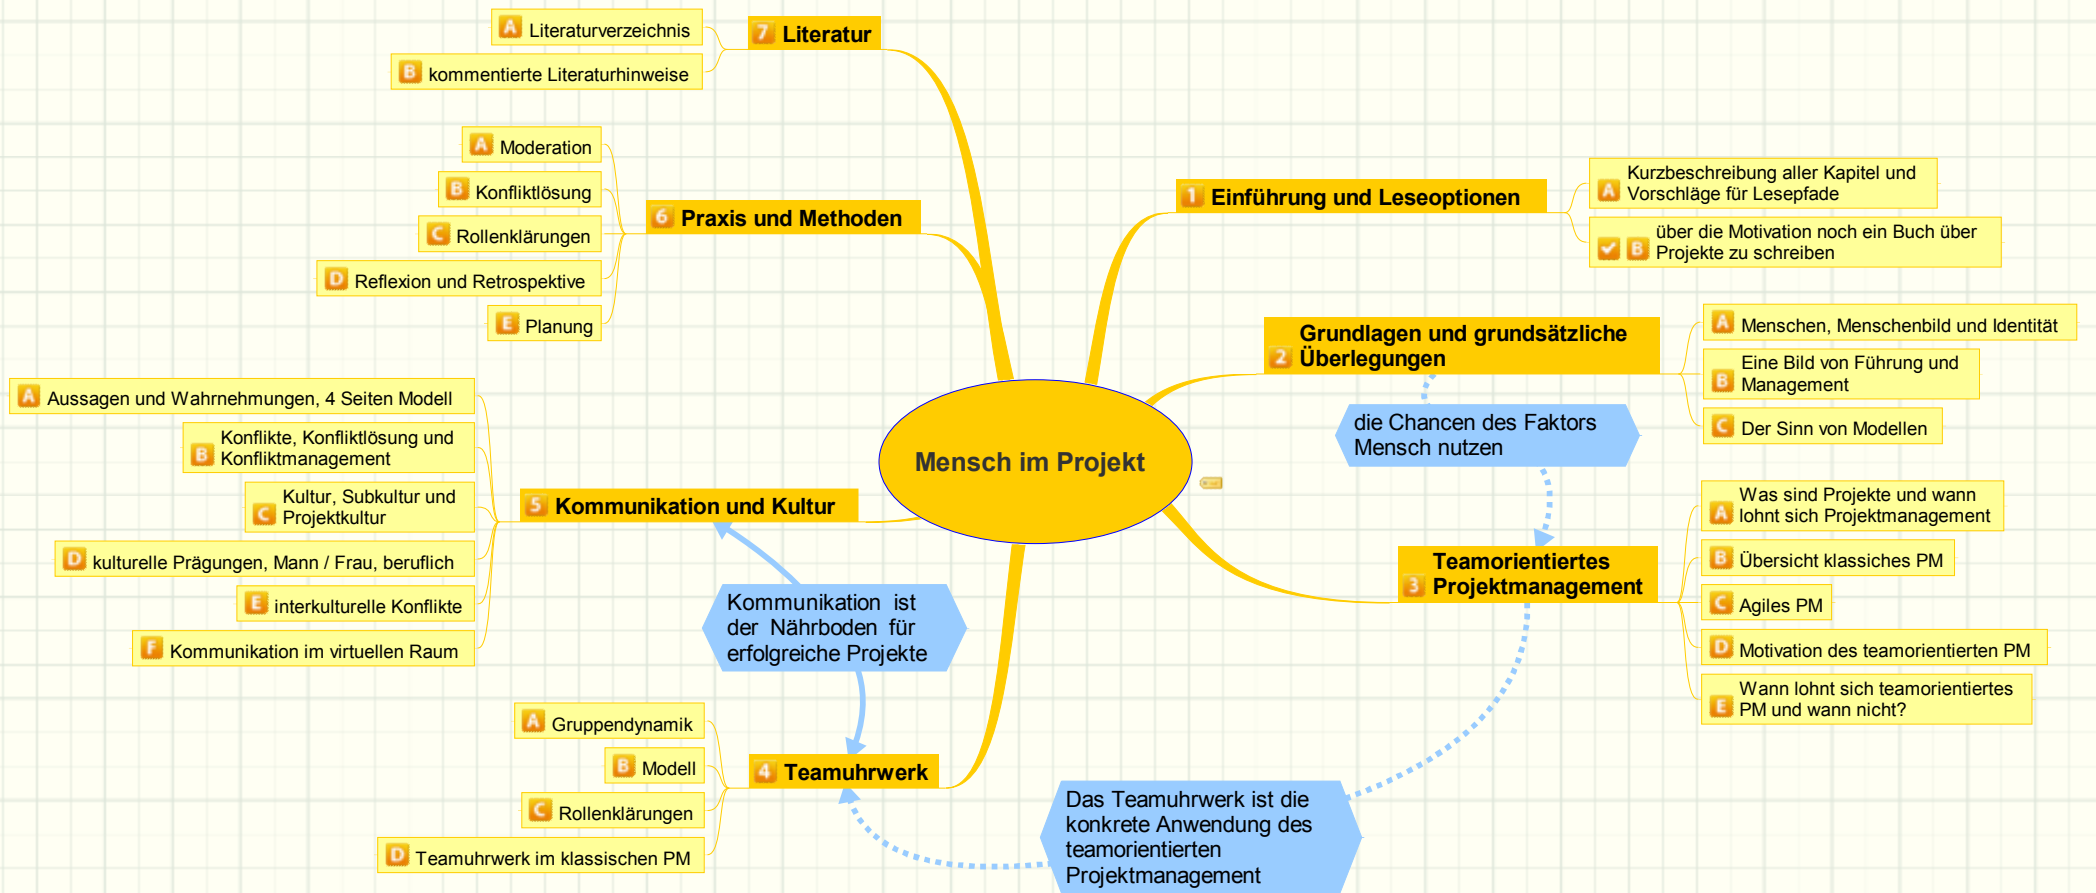 Mensch im Projekt
1 Einführung und Leseoptionen
A Kurzbeschreibung aller Kapitel und
Vorschläge für Lesepfade
B über die Motivation noch ein Buch über
Projekte zu schreiben
2 Grundlagen und grundsätzliche
Überlegungen
A Menschen, Menschenbild und Identität
B Eine Bild von Führung und
Management
C Der Sinn von Modellen
die Chancen des Faktors
Mensch nutzen
3 Teamorientiertes
Projektmanagement
A Was sind Projekte und wann
lohnt sich Projektmanagement
B Übersicht klassiches PM
C Agiles PM
D Motivation des teamorientierten PM
E Wann lohnt sich teamorientiertes
PM und wann nicht?
Das Teamuhrwerk ist die
konkrete Anwendung des
teamorientierten
Projektmanagement
4 Teamuhrwerk
A Gruppendynamik
B Modell
C Rollenklärungen
D Teamuhrwerk im klassischen PM
Kommunikation ist
der Nährboden für
erfolgreiche Projekte
5 Kommunikation und Kultur
A Aussagen und Wahrnehmungen, 4 Seiten Modell
B Konflikte, Konfliktlösung und
Konfliktmanagement
C Kultur, Subkultur und
Projektkultur
D kulturelle Prägungen, Mann / Frau, beruflich
E interkulturelle Konflikte
F Kommunikation im virtuellen Raum
6 Praxis und Methoden
A Moderation
B Konfliktlösung
C Rollenklärungen
D Reflexion und Retrospektive
E Planung
7 Literatur
A Literaturverzeichnis
B kommentierte Literaturhinweise